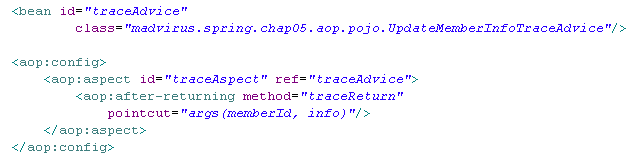 <bean id="traceAdvice"
class="madvirus.spring.chap05.aop.pojo.UpdateMemberInfoTraceAdvice"/>
<aop:config>
<aop:aspect id="traceAspect" ref="traceAdvice">
<aop:after-returning method="traceReturn"
pointcut="args(memberId, info)"/>
</aop:aspect>
</aop:config>